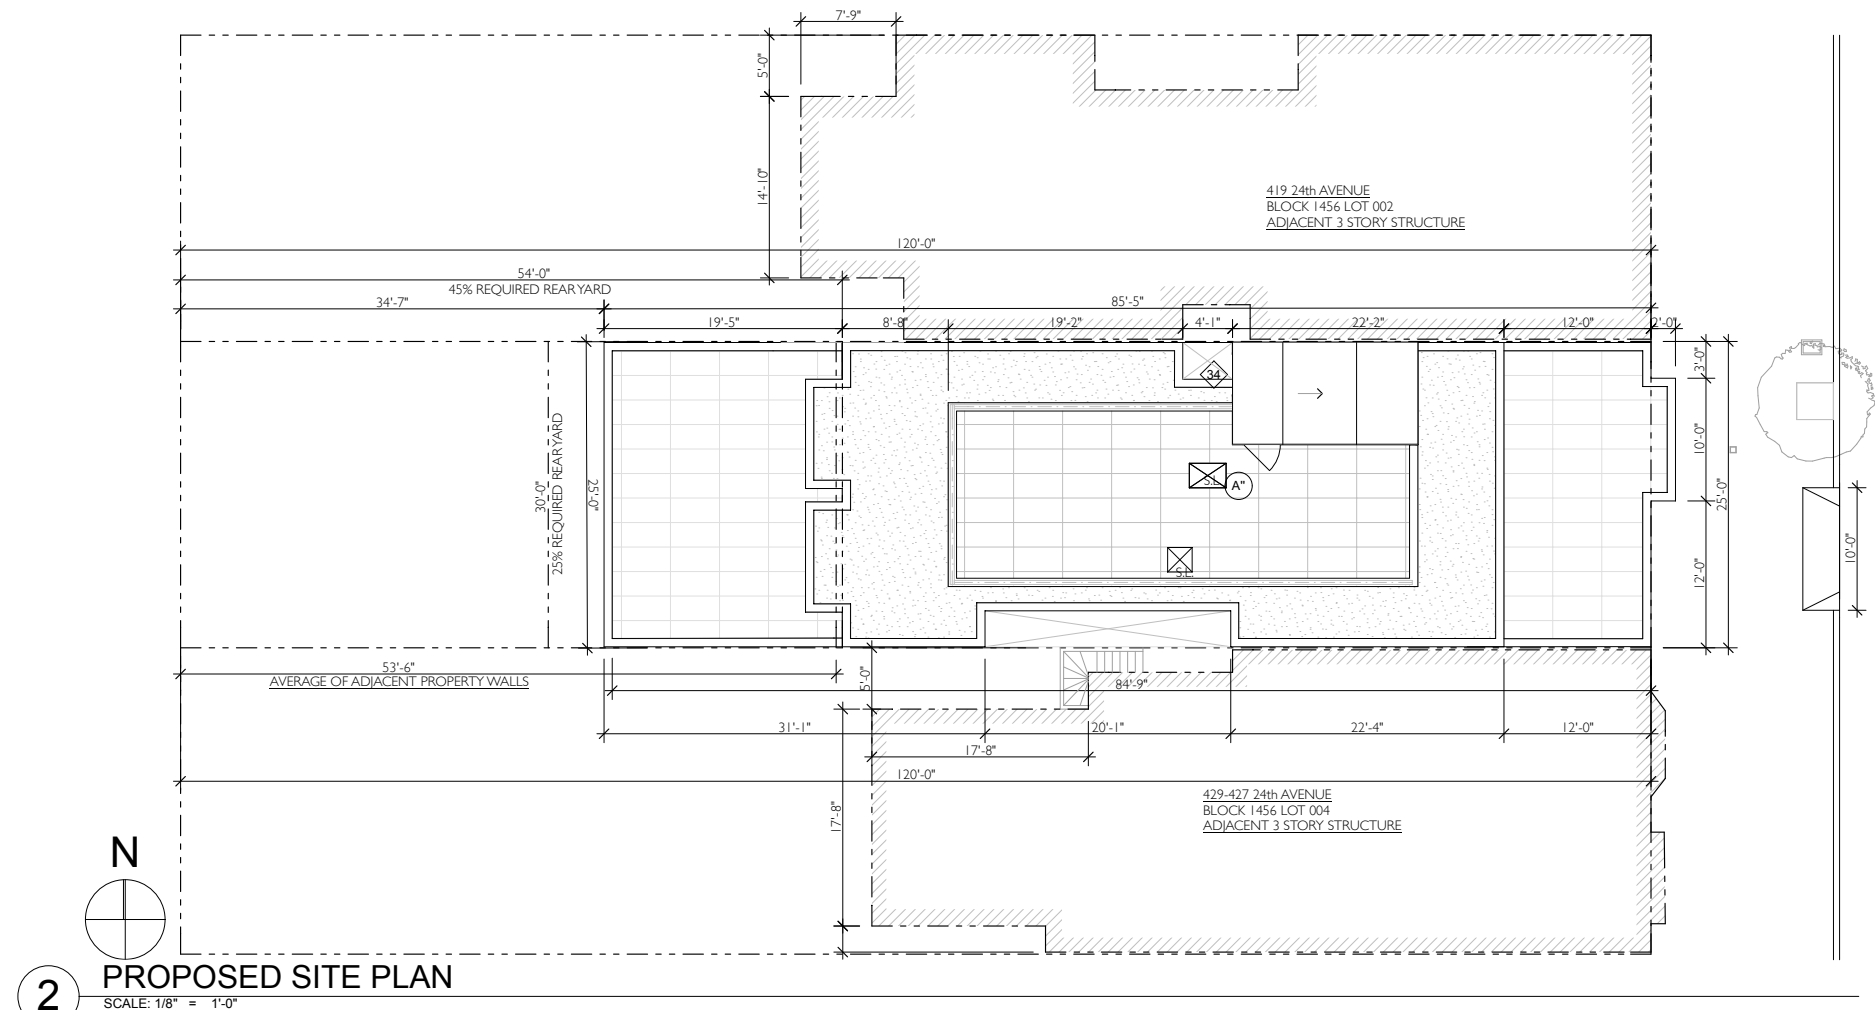 7'-9"
5'-0"
14'-10"
419 24th AVENUE
BLOCK 1456 LOT 002
ADJACENT 3 STORY STRUCTURE
120'-0"
54'-0"
45% REQUIRED REAR YARD
34'-7"
85'-5"
19'-5"
8'-8"
19'-2"
4'-1"
22'-2"
12'-0"
2'-0"
3'-0"
34
10'-0"
25'-0"
12'-0"
10'-0"
30'-0"
25% REQUIRED REAR YARD
25'-0"
S.L.
A"
S.L.
53'-6"
AVERAGE OF ADJACENT PROPERTY WALLS
5'-0"
84'-9"
31'-1"
20'-1"
22'-4"
12'-0"
17'-8"
120'-0"
429-427 24th AVENUE
BLOCK 1456 LOT 004
ADJACENT 3 STORY STRUCTURE
17'-8"
N
2
PROPOSED SITE PLAN
SCALE: 1/8" = 1'-0"